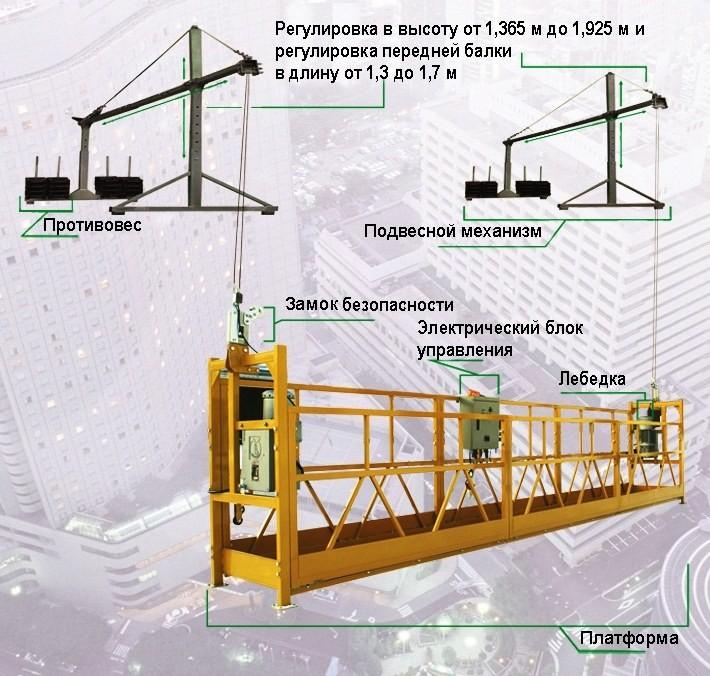 Регулировка в высоту от 1,365 м до 1,925 м и
регулировка передней балки
в длину от 1,3 до 1,7 м
Противовес
Подвесной механизм
Замок безопасности
Электрический блок
управления
Лебедка
Платформа